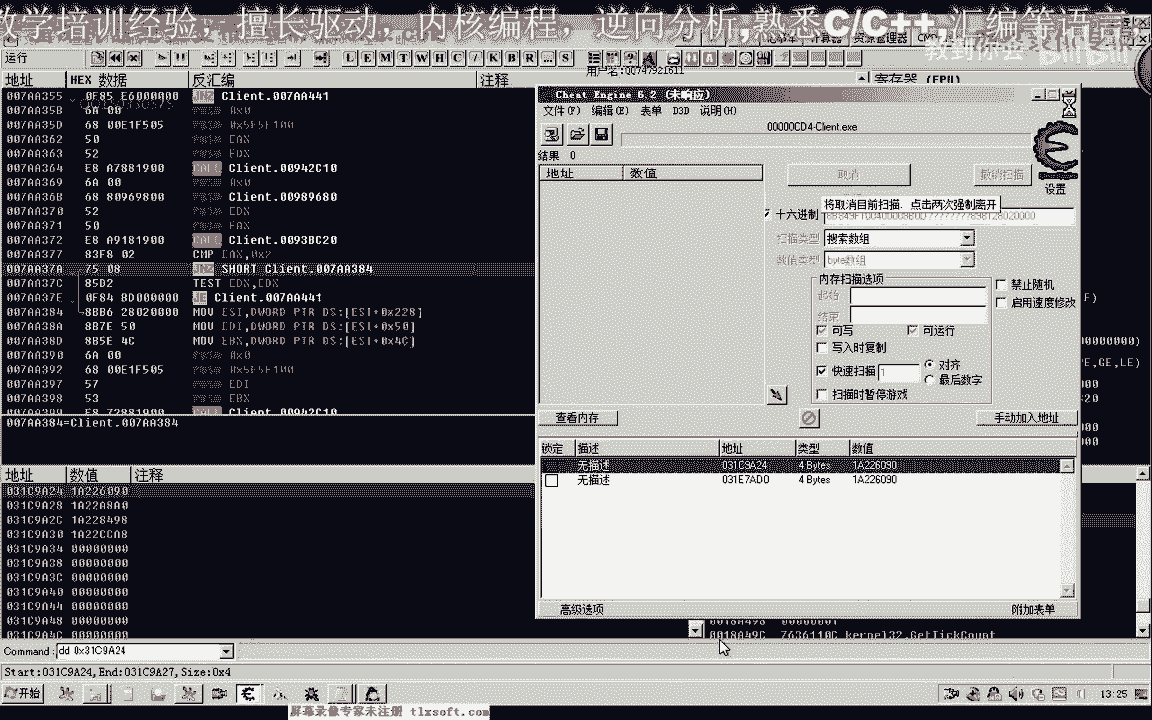 教学培训经验，擅长驱动，内核编程，逆向分析,熟悉C/C++ 汇编等语言
运行
L E M T W H C / K B R ... S
用户名:QQ147921611
地址 HEX 数据 反汇编 注释 寄存器 (FPU)
007AA355 0F85 E6000000 JNZ Client.007AA441
007AA35B 6A 00 PUSH 0x0
007AA35D 68 00E1F505 PUSH 0x5F5E100
007AA362 50 PUSH EAX
007AA363 52 PUSH EDX
007AA364 E8 A7881900 CALL Client.00942C10
007AA369 6A 00 PUSH 0x0
007AA36B 68 80969800 PUSH Client.00989680
007AA370 52 PUSH EDX
007AA371 50 PUSH EAX
007AA372 E8 A9181900 CALL Client.0093BC20
007AA377 83F8 02 CMP EAX,0x2
007AA37A 75 08 JNZ SHORT Client.007AA384
007AA37C 85D2 TEST EDX,EDX
007AA37E 0F84 BD000000 JE Client.007AA441
007AA384 8BB6 28020000 MOV ESI,DWORD PTR DS:[ESI+0x228]
007AA38A 8B7E 50 MOV EDI,DWORD PTR DS:[ESI+0x50]
007AA38D 8B5E 4C MOV EBX,DWORD PTR DS:[ESI+0x4C]
007AA390 6A 00 PUSH 0x0
007AA392 68 00E1F505 PUSH 0x5F5E100
007AA397 57 PUSH EDI
007AA398 53 PUSH EBX
007AA399 E8 72881900 CALL Client.00942C10
007AA384=Client.007AA384
地址 数值 注释
031C9A24 1A226090
031C9A28 1A22A8A0
031C9A2C 1A228498
031C9A30 1A22CCA8
031C9A34 00000000
031C9A38 00000000
031C9A3C 00000000
031C9A40 00000000
031C9A44 00000000
031C9A48 00000000
031C9A4C 00000000
Command: dd 0x31C9A24
Start:031C9A24, End:031C9A27, Size:0x4
Cheat Engine 6.2 (未响应)
文件(F) 编辑(E) 表单 D3D 说明(H)
00000CD4-Client.exe
结果 0
地址 数值
取消 撤销扫描
设置
将取消目前扫描. 点击两次强制离开
十六进制
扫描类型 搜索数组
数值类型 byte数组
内存扫描选项
起始
结束
可写 可运行
写入时复制
快速扫描 1 对齐
最后数字
扫描时暂停游戏
禁止随机
启用速度修改
查看内存 手动加入地址
锁定 描述 地址 类型 数值
无描述 031C9A24 4 Bytes 1A226090
无描述 031E7AD0 4 Bytes 1A226090
高级选项 附加表单
0018A498 00000001
0018A49C 7636110C kernel32.GetTickCount
开始 13:25
屏幕录像专家未注册 tlxsoft.com